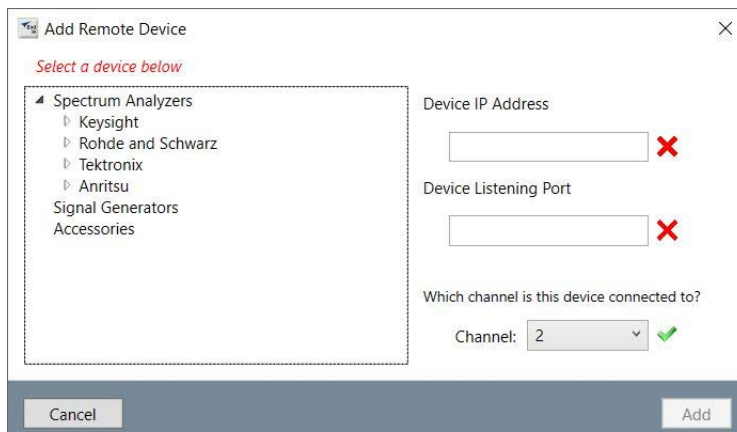 Add Remote Device
Select a device below
Spectrum Analyzers
Keysight
Rohde and Schwarz
Tektronix
Anritsu
Signal Generators
Accessories
Device IP Address
Device Listening Port
Which channel is this device connected to?
Channel: 2
Cancel
Add